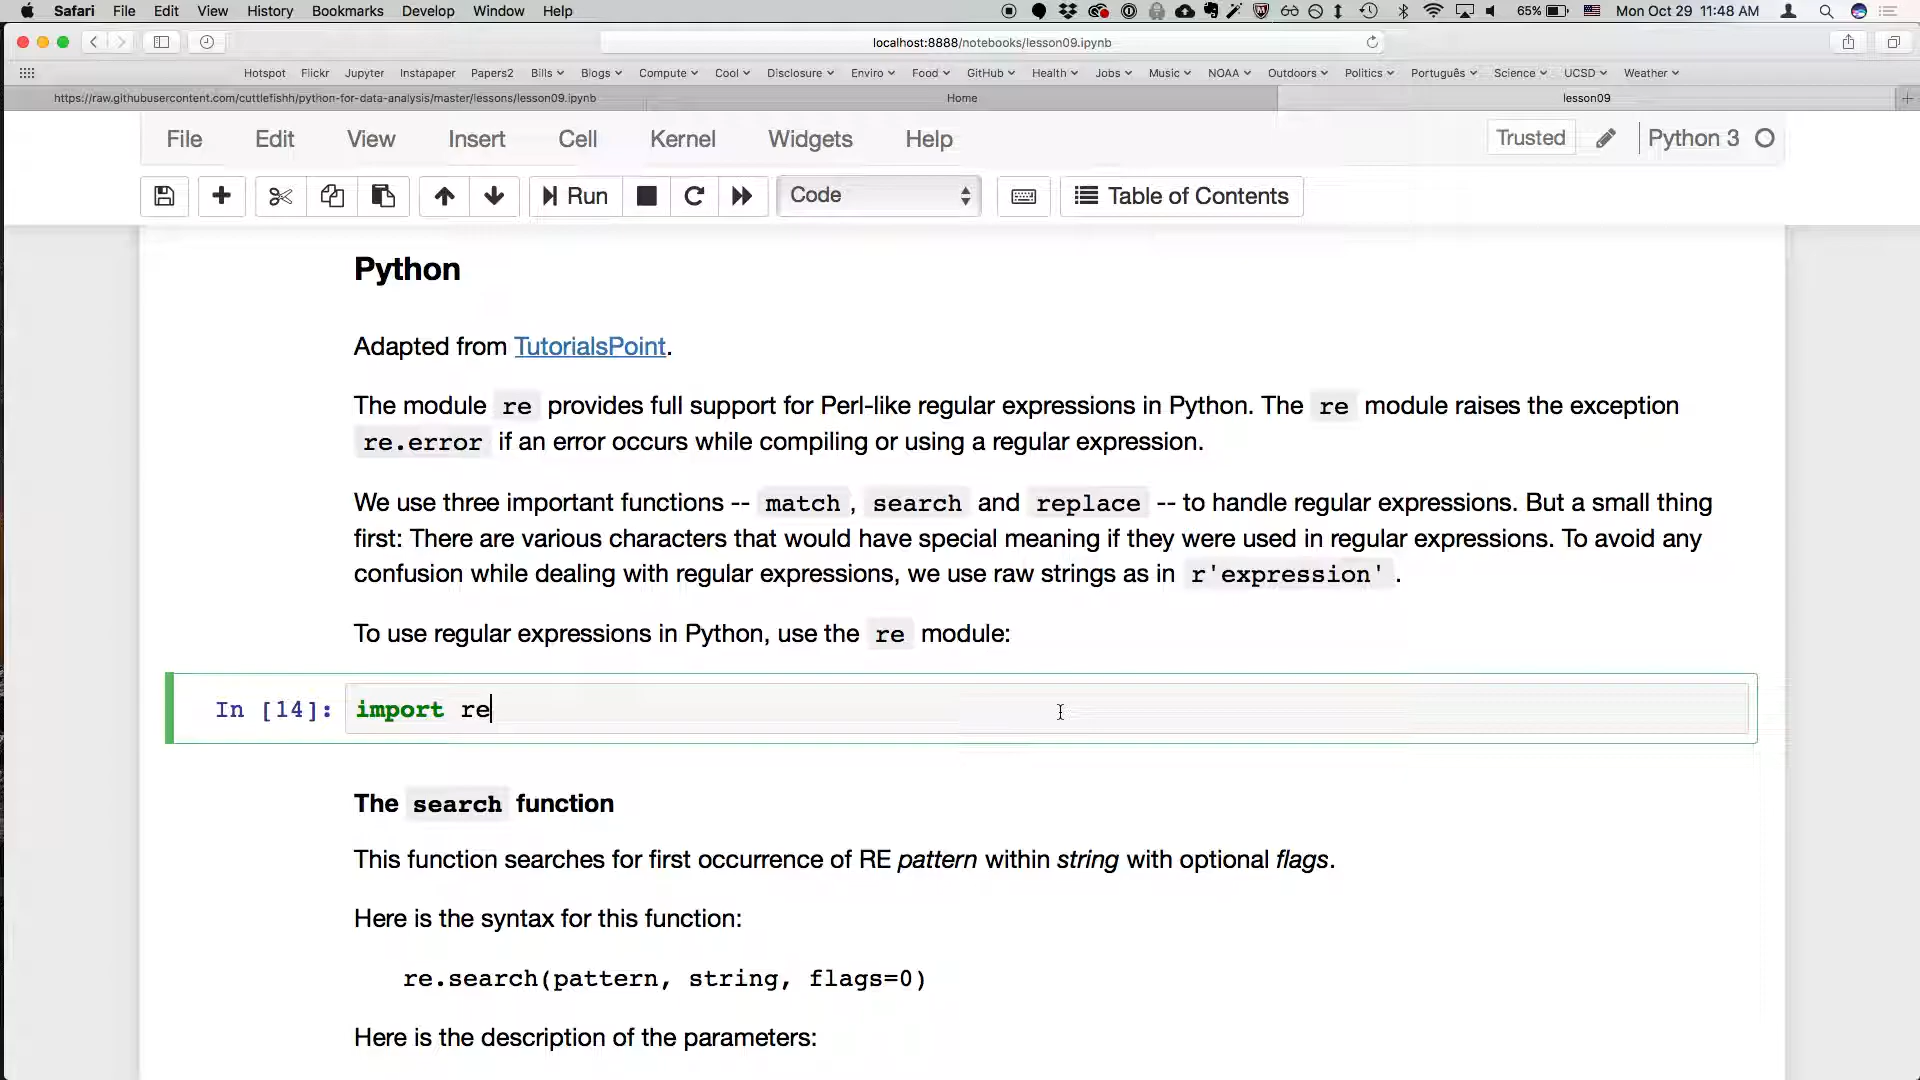 Safari File Edit View History Bookmarks Develop Window Help 65% Mon Oct 29 11:48 AM
localhost:8888/notebooks/lesson09.ipynb
Hotspot Flickr Jupyter Instapaper Papers2 Bills Blogs Compute Cool Disclosure Enviro Food GitHub Health Jobs Music NOAA Outdoors Politics Português Science UCSD Weather
https://raw.githubusercontent.com/cuttlefishh/python-for-data-analysis/master/lessons/lesson09.ipynb Home lesson09
File Edit View Insert Cell Kernel Widgets Help Trusted Python 3
Run Code Table of Contents
Python
Adapted from TutorialsPoint.
The module re provides full support for Perl-like regular expressions in Python. The re module raises the exception
re.error if an error occurs while compiling or using a regular expression.
We use three important functions -- match, search and replace -- to handle regular expressions. But a small thing
first: There are various characters that would have special meaning if they were used in regular expressions. To avoid any
confusion while dealing with regular expressions, we use raw strings as in r'expression'.
To use regular expressions in Python, use the re module:
In [14]: import re
The search function
This function searches for first occurrence of RE pattern within string with optional flags.
Here is the syntax for this function:
re.search(pattern, string, flags=0)
Here is the description of the parameters: